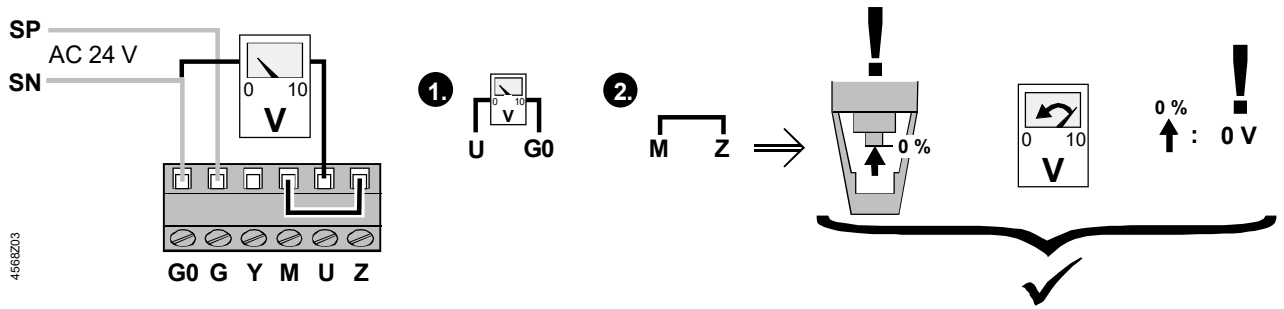 SP
AC 24 V
SN
0 10
V
G0 G Y M U Z
4568Z03
1.
0 10
V
U G0
2.
M Z
!
0 %
0 10
V
!
0 %
: 0 V